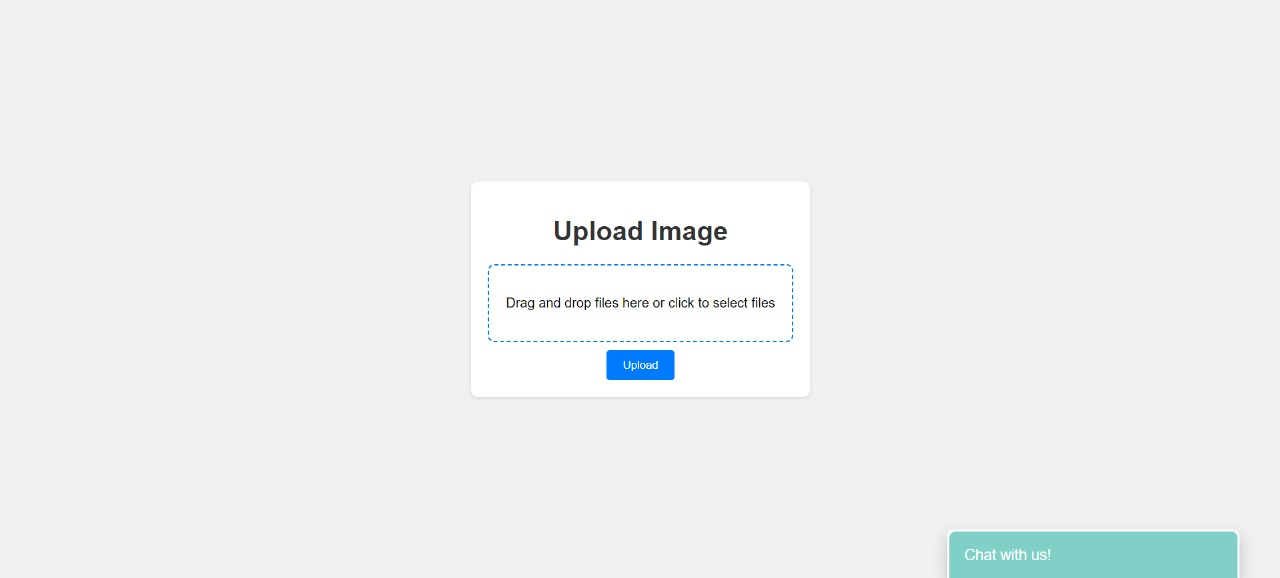 Upload Image
Drag and drop files here or click to select files
Upload
Chat with us!